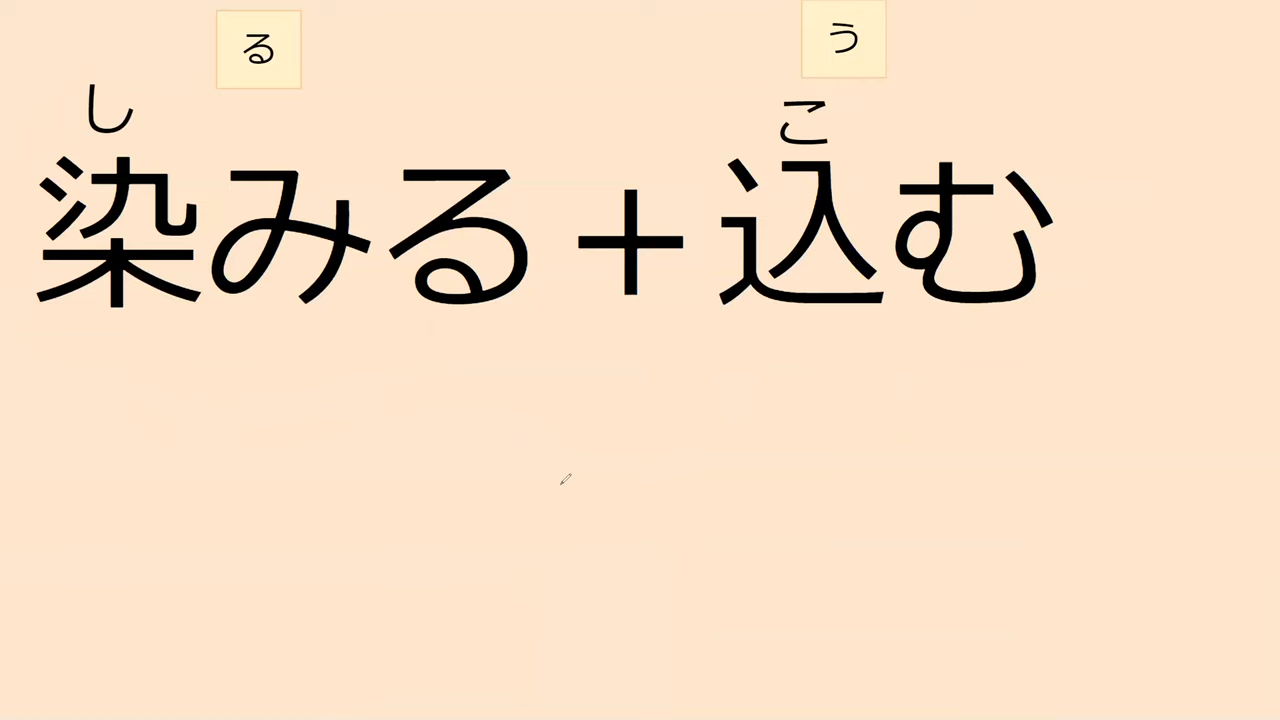 る う
し こ
染みる+込む